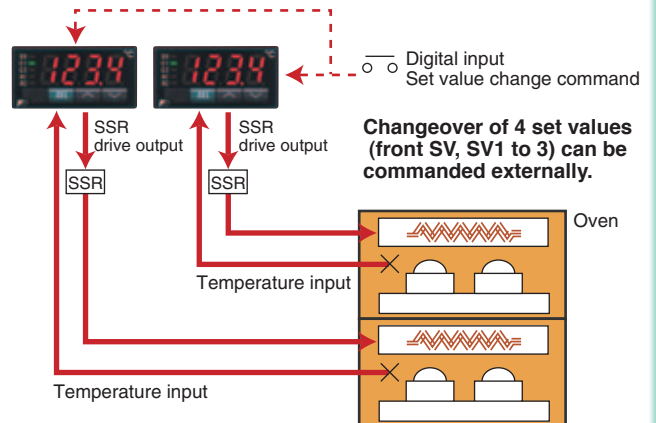 1234
1234
Digital input
Set value change command
SSR
drive output
SSR
drive output
Changeover of 4 set values
(front SV, SV1 to 3) can be
commanded externally.
SSR
SSR
Oven
Temperature input
Temperature input